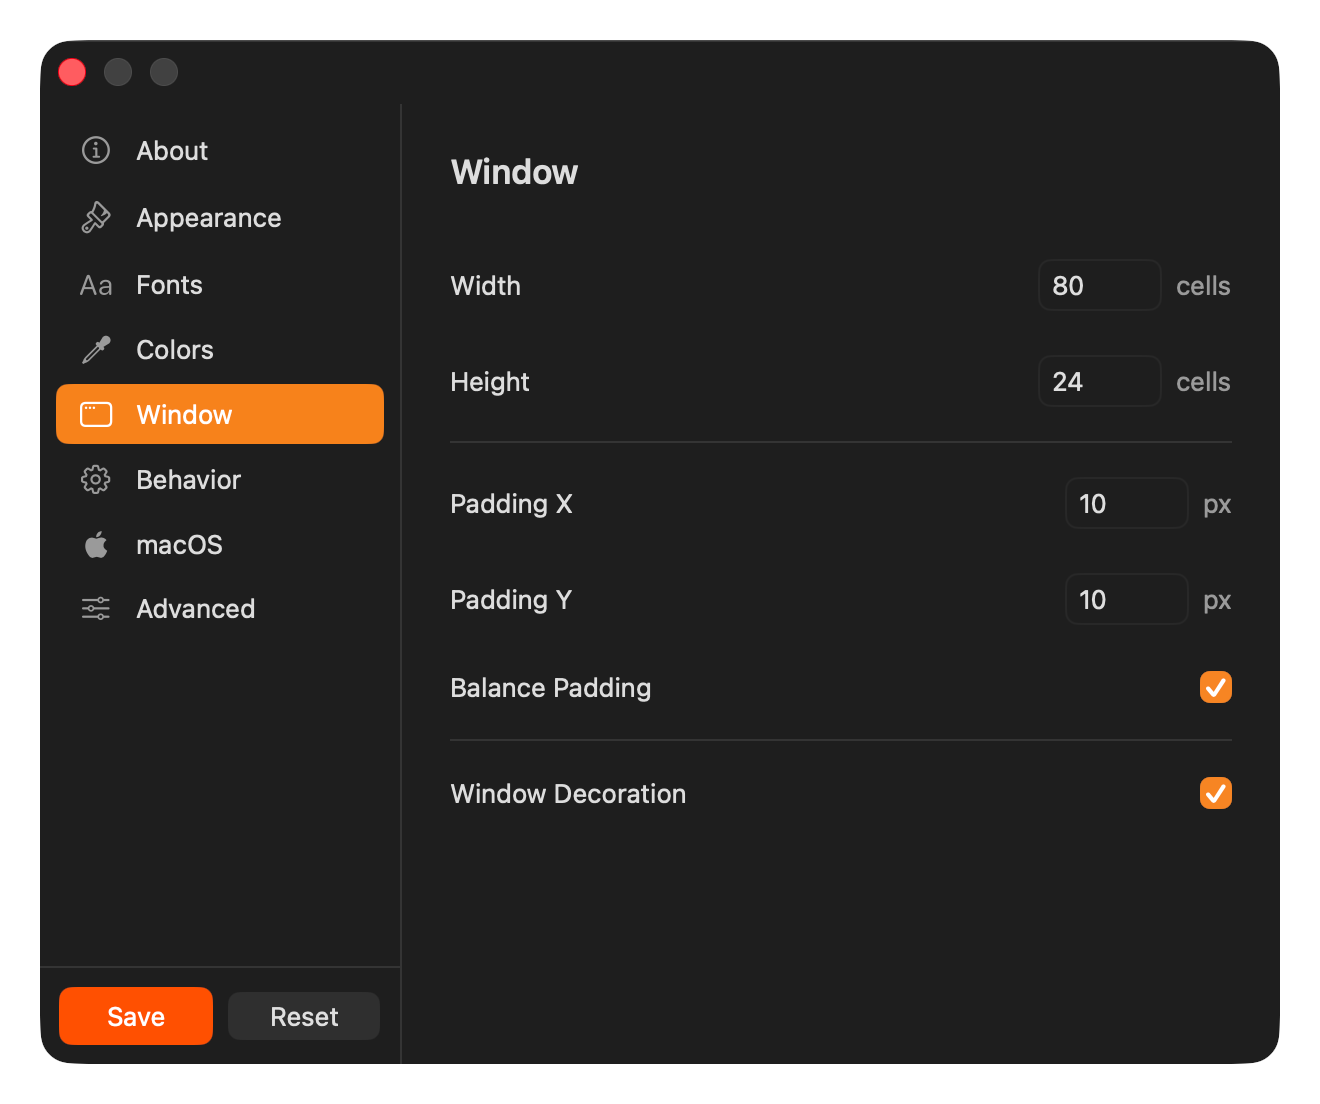 About
Appearance
Aa Fonts
Colors
Window
Behavior
macOS
Advanced
Save Reset
Window
Width 80 cells
Height 24 cells
Padding X 10 px
Padding Y 10 px
Balance Padding
Window Decoration